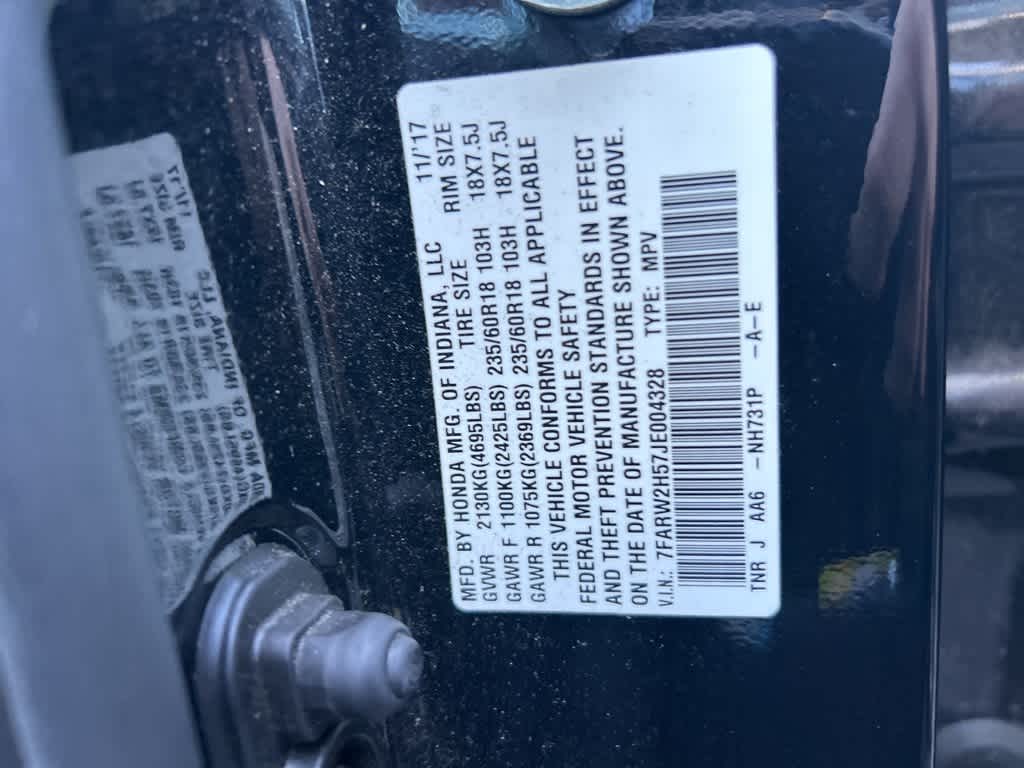 MFD. BY HONDA MFG. OF INDIANA, LLC 11/'17
GVWR 2130KG(4695LBS) TIRE SIZE RIM SIZE
GAWR F 1100KG(2425LBS) 235/60R18 103H 18X7.5J
GAWR R 1075KG(2369LBS) 235/60R18 103H 18X7.5J
THIS VEHICLE CONFORMS TO ALL APPLICABLE
FEDERAL MOTOR VEHICLE SAFETY
AND THEFT PREVENTION STANDARDS IN EFFECT
ON THE DATE OF MANUFACTURE SHOWN ABOVE.
V.I.N.: 7FARW2H57JE004328 TYPE: MPV
TNR J AA6 -NH731P -A-E